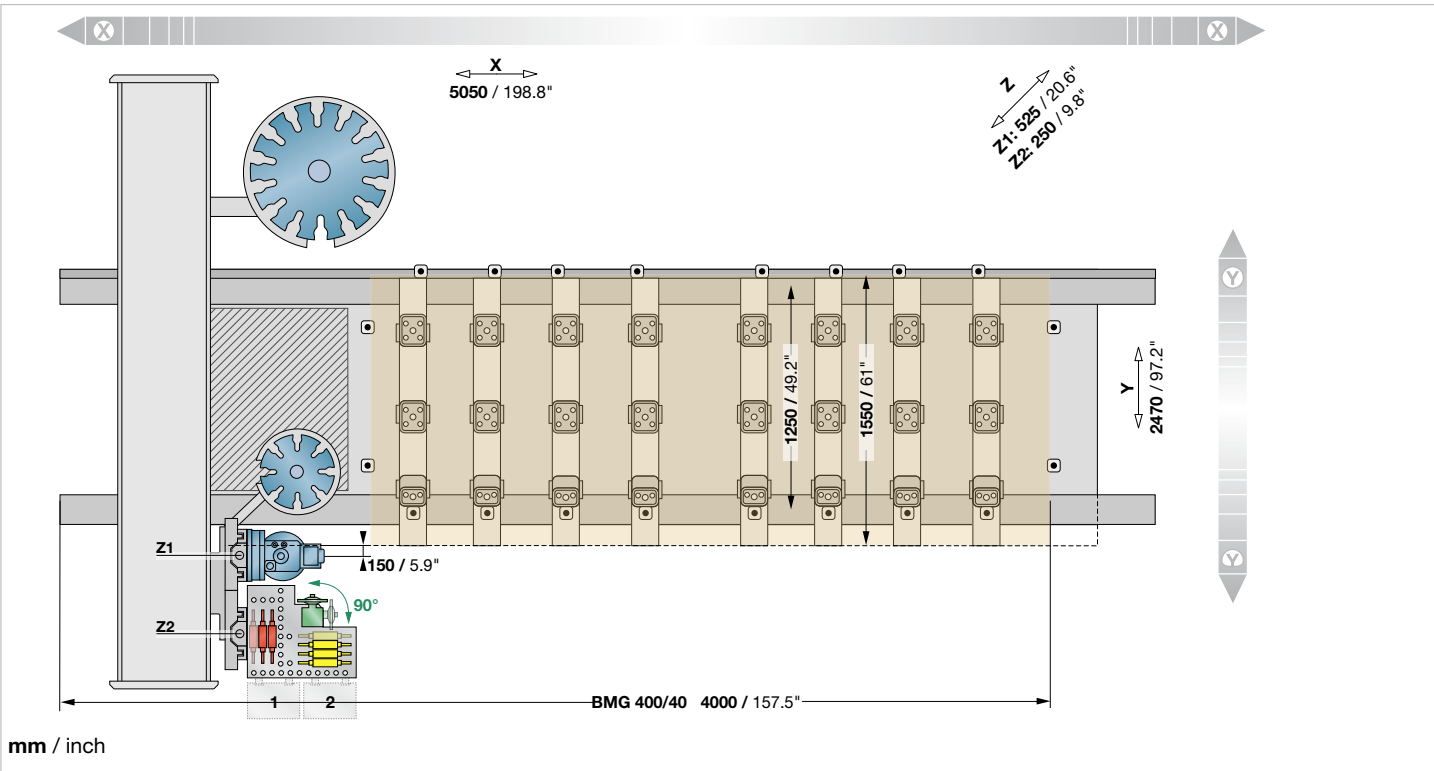 X
X
X
5050 / 198.8"
Z
Z1: 525 / 20.6"
Z2: 250 / 9.8"
Y
1250 / 49.2"
1550 / 61"
Y
2470 / 97.2"
Z1
150 / 5.9"
90°
Z2
Y
1
2
BMG 400/40 4000 / 157.5"
mm / inch